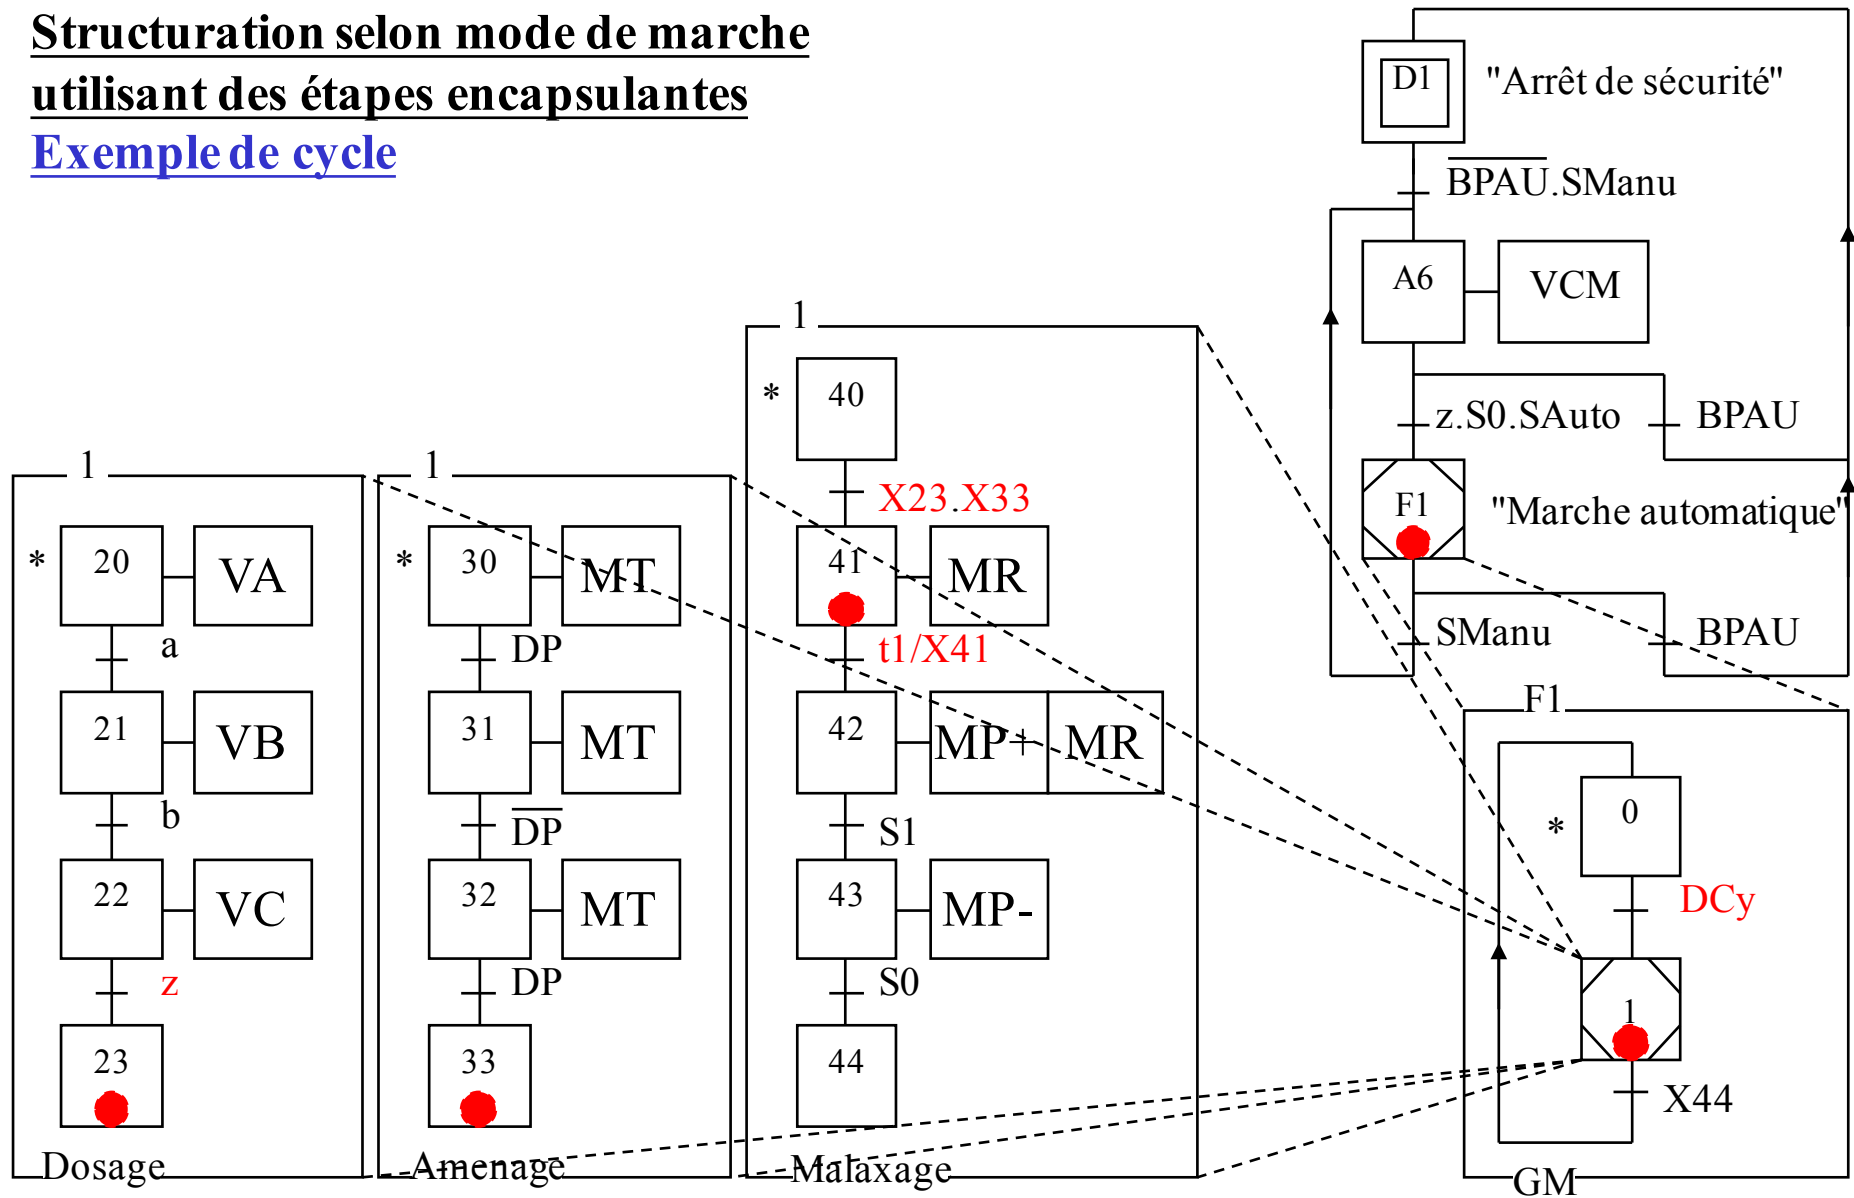 Structuration selon mode de marche
utilisant des étapes encapsulantes
Exemple de cycle
D1
"Arrêt de sécurité"
B̅P̅A̅U̅.SManu
A6
VCM
z.S0.SAuto
BPAU
F1
"Marche automatique"
SManu
BPAU
1
*
20
VA
a
21
VB
b
22
VC
z
23
Dosage
1
*
30
MT
DP
31
MT
D̅P̅
32
MT
DP
33
Amenage
1
*
40
X23.X33
41
MR
t1/X41
42
MP+
MR
S1
43
MP-
S0
44
Malaxage
F1
*
0
DCy
1
X44
GM